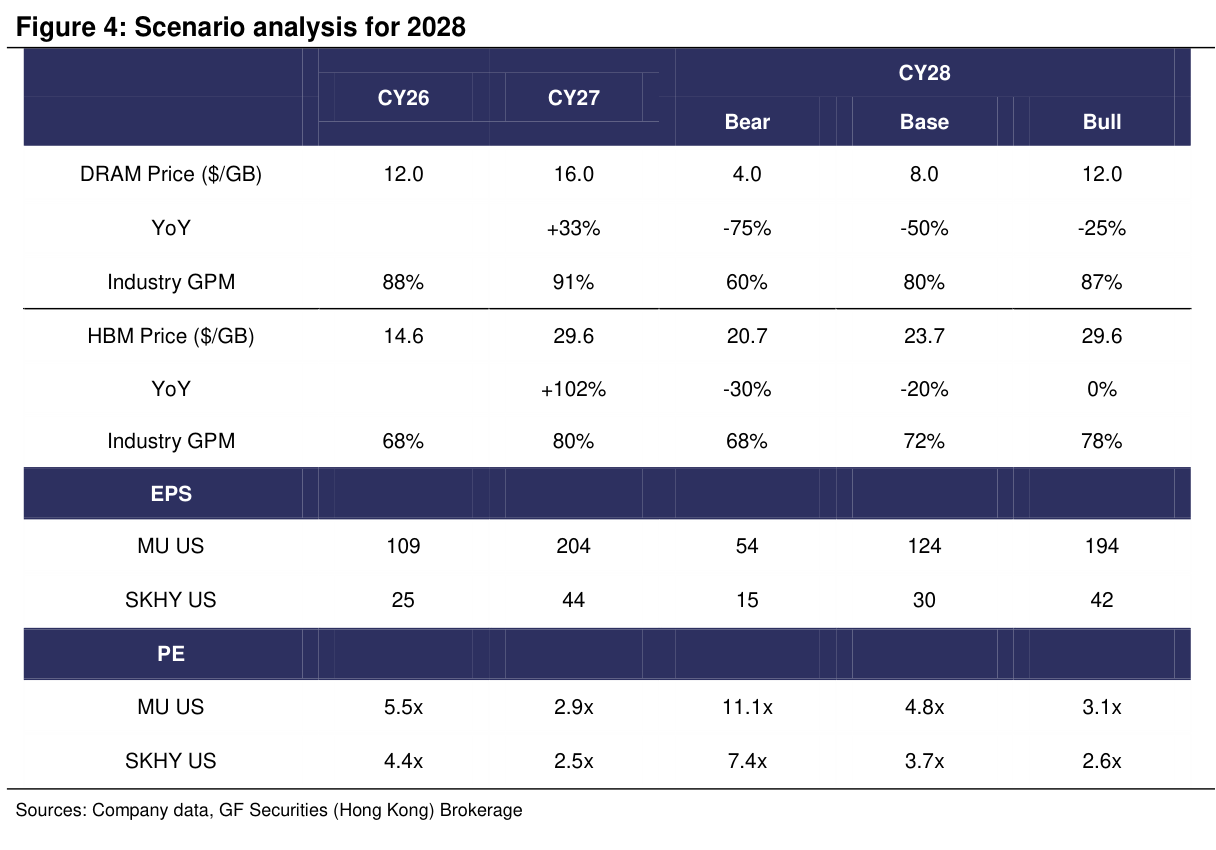 Figure 4: Scenario analysis for 2028
CY26 CY27 CY28
Bear Base Bull
DRAM Price ($/GB) 12.0 16.0 4.0 8.0 12.0
YoY +33% -75% -50% -25%
Industry GPM 88% 91% 60% 80% 87%
HBM Price ($/GB) 14.6 29.6 20.7 23.7 29.6
YoY +102% -30% -20% 0%
Industry GPM 68% 80% 68% 72% 78%
EPS
MU US 109 204 54 124 194
SKHY US 25 44 15 30 42
PE
MU US 5.5x 2.9x 11.1x 4.8x 3.1x
SKHY US 4.4x 2.5x 7.4x 3.7x 2.6x
Sources: Company data, GF Securities (Hong Kong) Brokerage